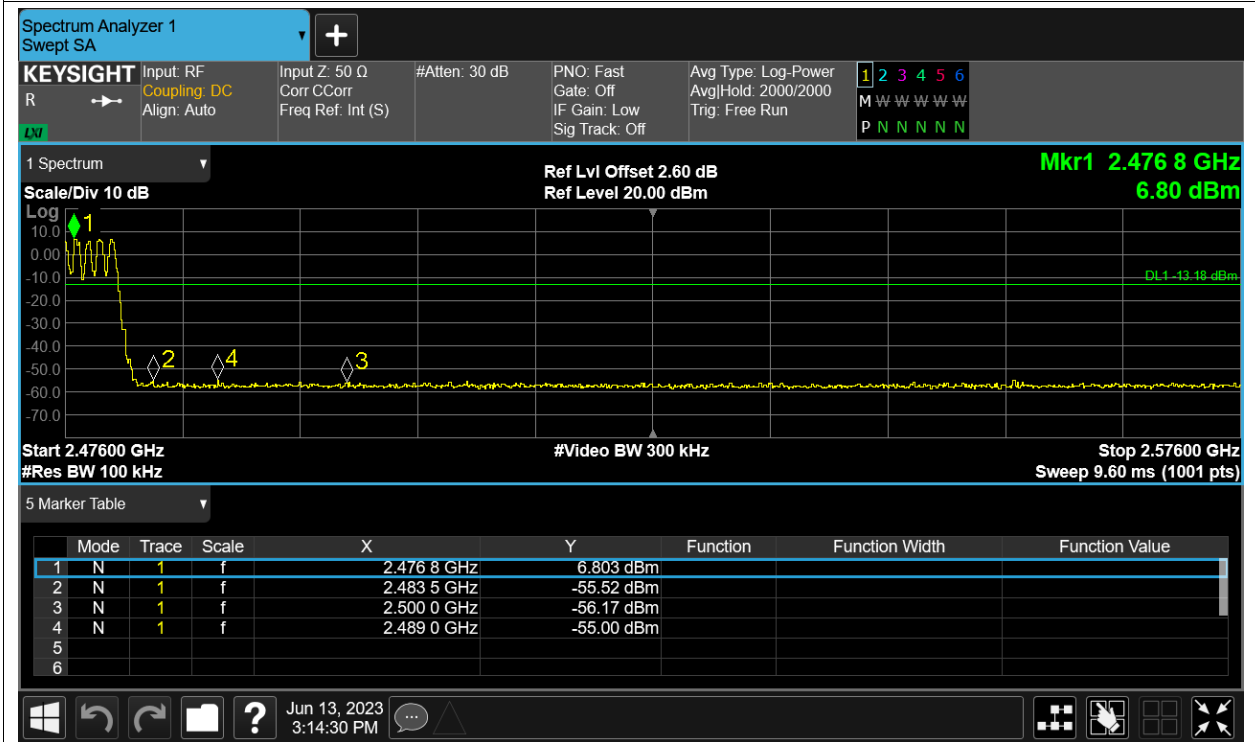 Spectrum Analyzer 1
Swept SA
+
KEYSIGHT Input: RF Input Z: 50 Ω #Atten: 30 dB PNO: Fast Avg Type: Log-Power 1 2 3 4 5 6
R Coupling: DC Corr CCorr Gate: Off Avg|Hold: 2000/2000 M W W W W W
Align: Auto Freq Ref: Int (S) IF Gain: Low Trig: Free Run
LXI Sig Track: Off P N N N N N
1 Spectrum Ref Lvl Offset 2.60 dB Mkr1 2.476 8 GHz
Scale/Div 10 dB Ref Level 20.00 dBm 6.80 dBm
Log
1
10.0
0.00
-10.0 DL1 -13.18 dBm
-20.0
-30.0
-40.0
2 4 3
-50.0
-60.0
-70.0
Start 2.47600 GHz #Video BW 300 kHz Stop 2.57600 GHz
#Res BW 100 kHz Sweep 9.60 ms (1001 pts)
5 Marker Table
Mode Trace Scale X Y Function Function Width Function Value
1 N 1 f 2.476 8 GHz 6.803 dBm
2 N 1 f 2.483 5 GHz -55.52 dBm
3 N 1 f 2.500 0 GHz -56.17 dBm
4 N 1 f 2.489 0 GHz -55.00 dBm
5
6
? Jun 13, 2023
3:14:30 PM